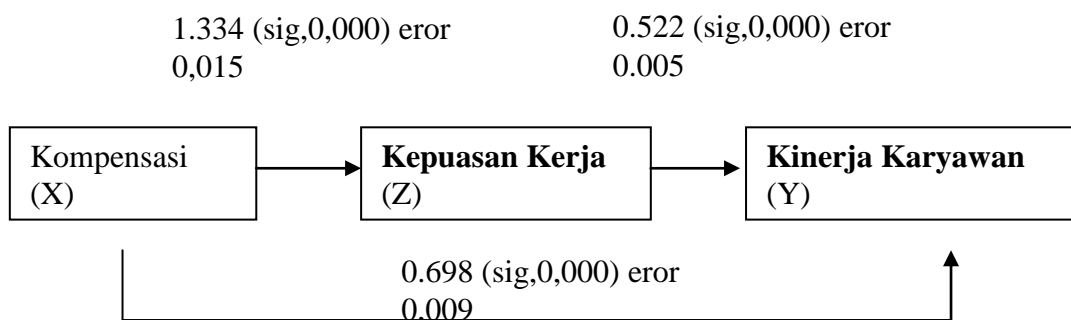 1.334 (sig,0,000) eror
0,015
0.522 (sig,0,000) eror
0.005
Kompensasi
(X)
Kepuasan Kerja
(Z)
Kinerja Karyawan
(Y)
0.698 (sig,0,000) eror
0,009